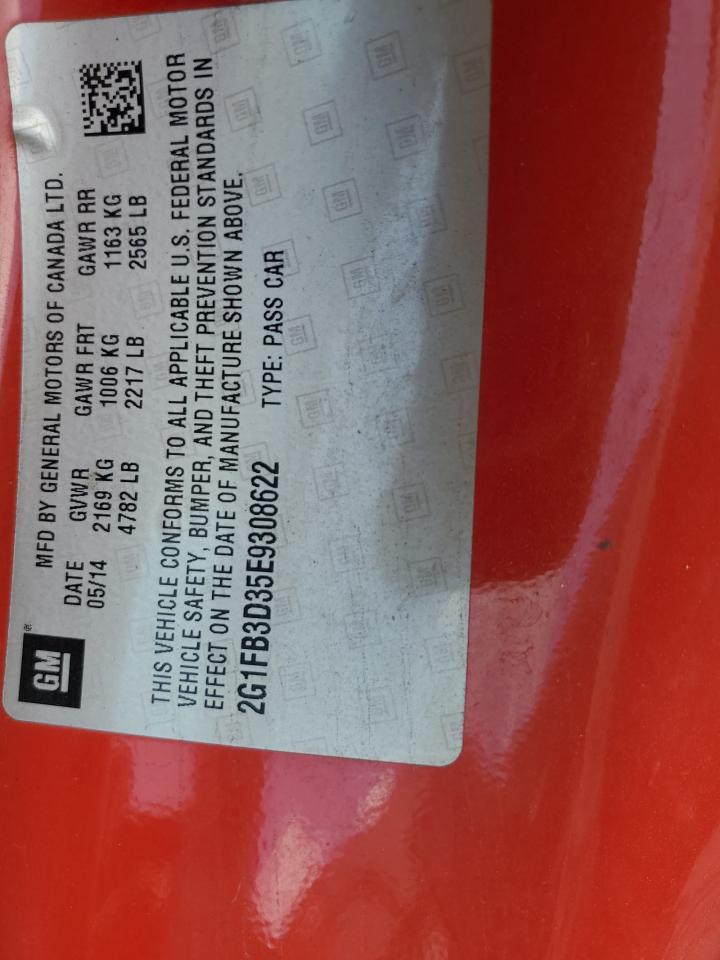 GM®
MFD BY GENERAL MOTORS OF CANADA LTD.
DATE GVWR GAWR FRT GAWR RR
05/14 2169 KG 1006 KG 1163 KG
4782 LB 2217 LB 2565 LB
THIS VEHICLE CONFORMS TO ALL APPLICABLE U.S. FEDERAL MOTOR
VEHICLE SAFETY, BUMPER, AND THEFT PREVENTION STANDARDS IN
EFFECT ON THE DATE OF MANUFACTURE SHOWN ABOVE.
2G1FB3D35E9308622 TYPE: PASS CAR